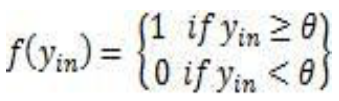 f(y_in) = {1 if y_in ≥ θ
0 if y_in < θ}